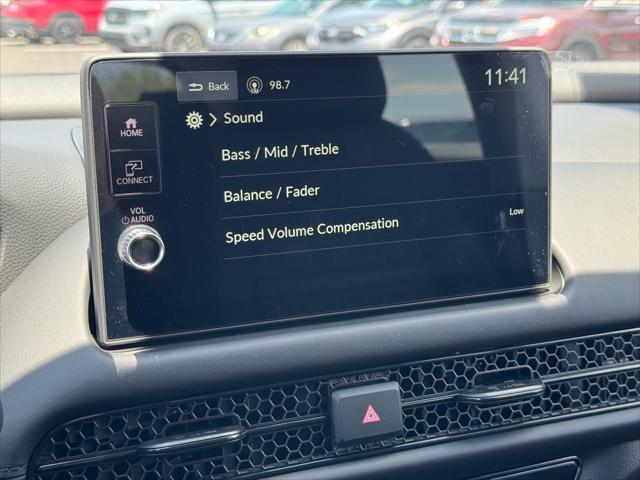 Back 98.7 11:41
HOME
Sound
Bass / Mid / Treble
CONNECT
Balance / Fader
VOL
AUDIO
Speed Volume Compensation Low